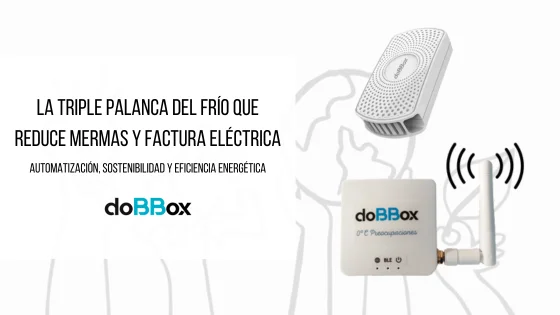 LA TRIPLE PALANCA DEL FRÍO QUE
REDUCE MERMAS Y FACTURA ELÉCTRICA
AUTOMATIZACIÓN, SOSTENIBILIDAD Y EFICIENCIA ENERGÉTICA
doBBox
doBBox
doBBox
0ºC Preocupaciones
BLE